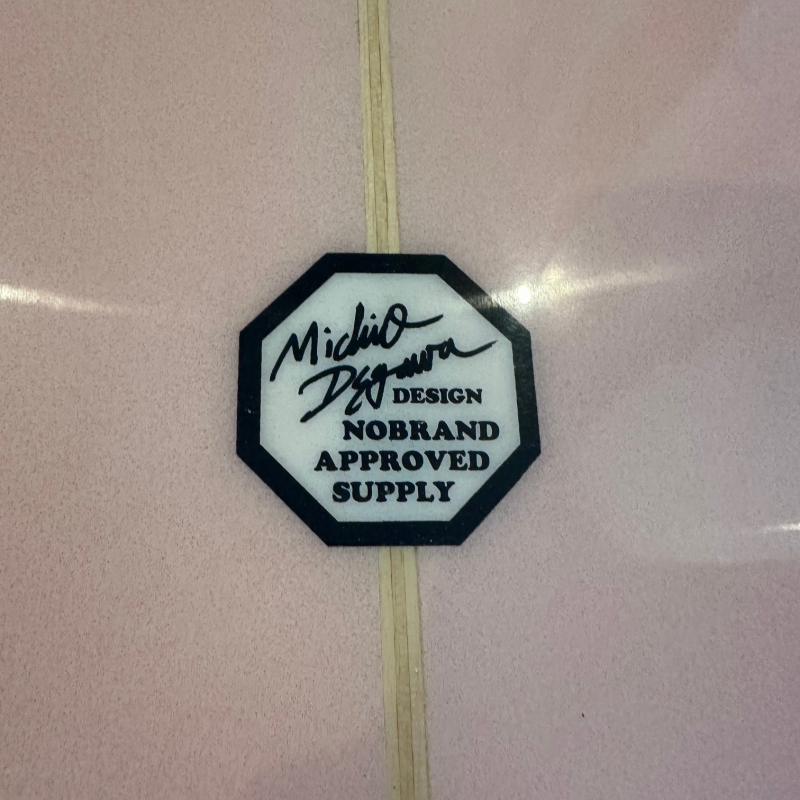 Michio
Degawa
DESIGN
NOBRAND
APPROVED
SUPPLY